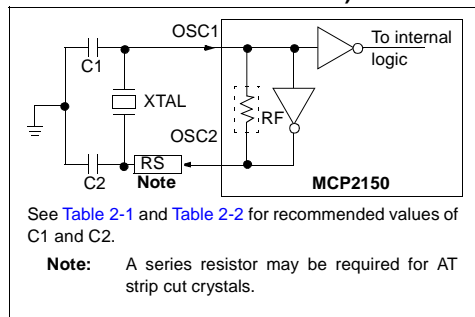 OSC1
To internal
logic
C1
XTAL
RF
OSC2
RS
C2
Note
MCP2150
See Table 2-1 and Table 2-2 for recommended values of
C1 and C2.
Note: A series resistor may be required for AT
strip cut crystals.